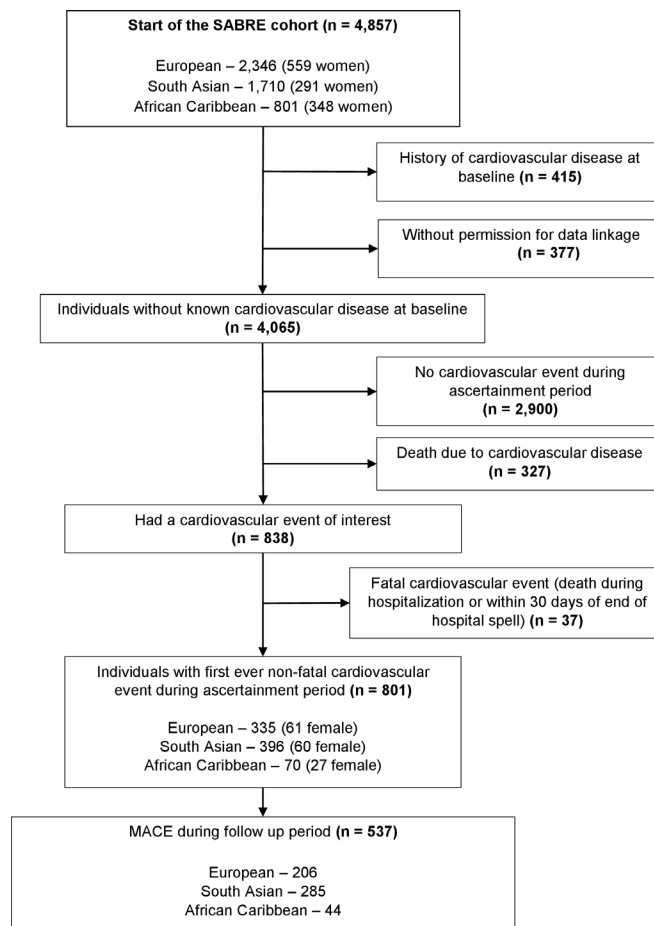 Start of the SABRE cohort (n = 4,857)
European – 2,346 (559 women)
South Asian – 1,710 (291 women)
African Caribbean – 801 (348 women)
History of cardiovascular disease at
baseline (n = 415)
Without permission for data linkage
(n = 377)
Individuals without known cardiovascular disease at baseline
(n = 4,065)
No cardiovascular event during
ascertainment period
(n = 2,900)
Death due to cardiovascular disease
(n = 327)
Had a cardiovascular event of interest
(n = 838)
Fatal cardiovascular event (death during
hospitalization or within 30 days of end of
hospital spell) (n = 37)
Individuals with first ever non-fatal cardiovascular
event during ascertainment period (n = 801)
European – 335 (61 female)
South Asian – 396 (60 female)
African Caribbean – 70 (27 female)
MACE during follow up period (n = 537)
European – 206
South Asian – 285
African Caribbean – 44